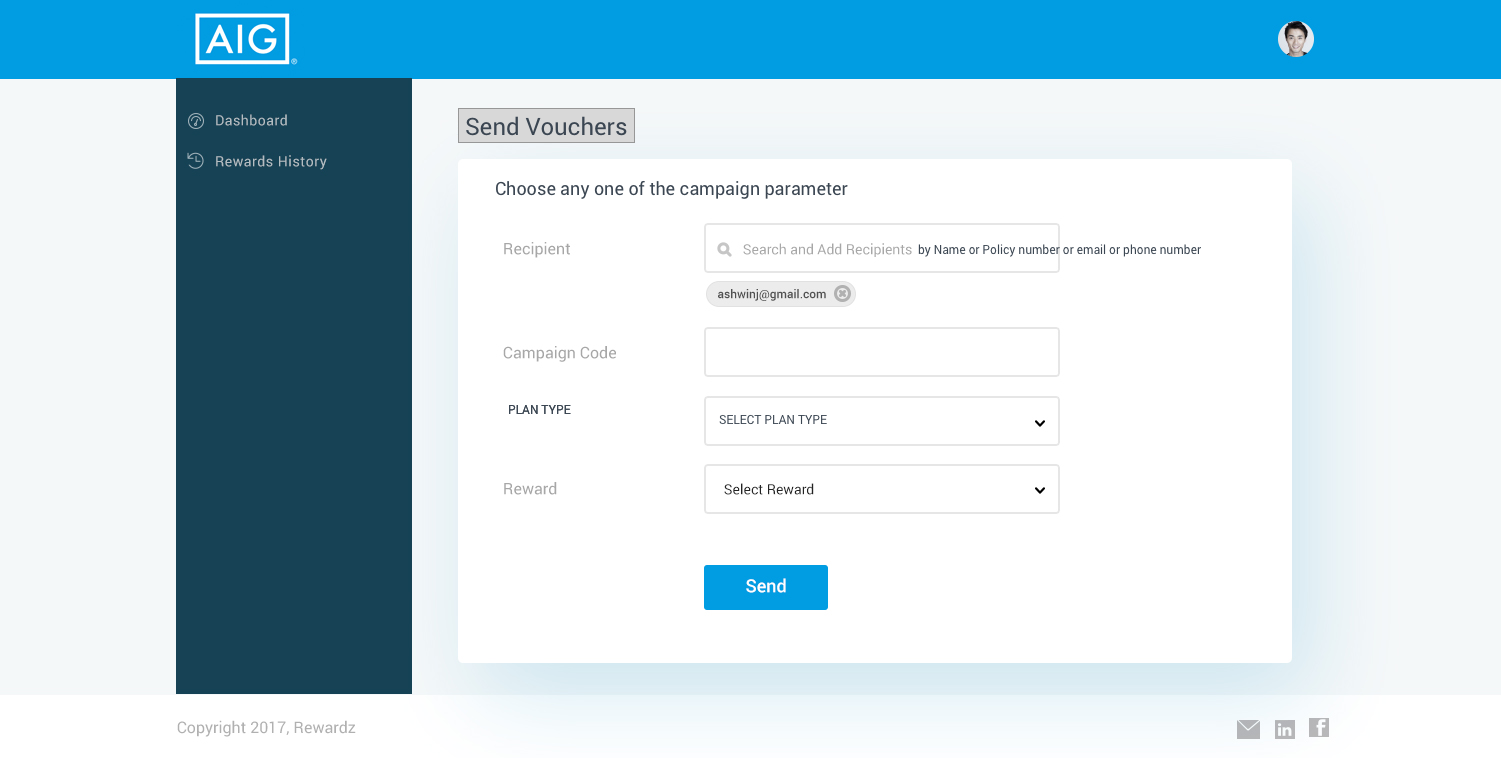 AIG®
Dashboard
Rewards History
Send Vouchers
Choose any one of the campaign parameter
Recipient
Search and Add Recipients by Name or Policy number or email or phone number
ashwinj@gmail.com
Campaign Code
PLAN TYPE
SELECT PLAN TYPE
Reward
Select Reward
Send
Copyright 2017, Rewardz
in f